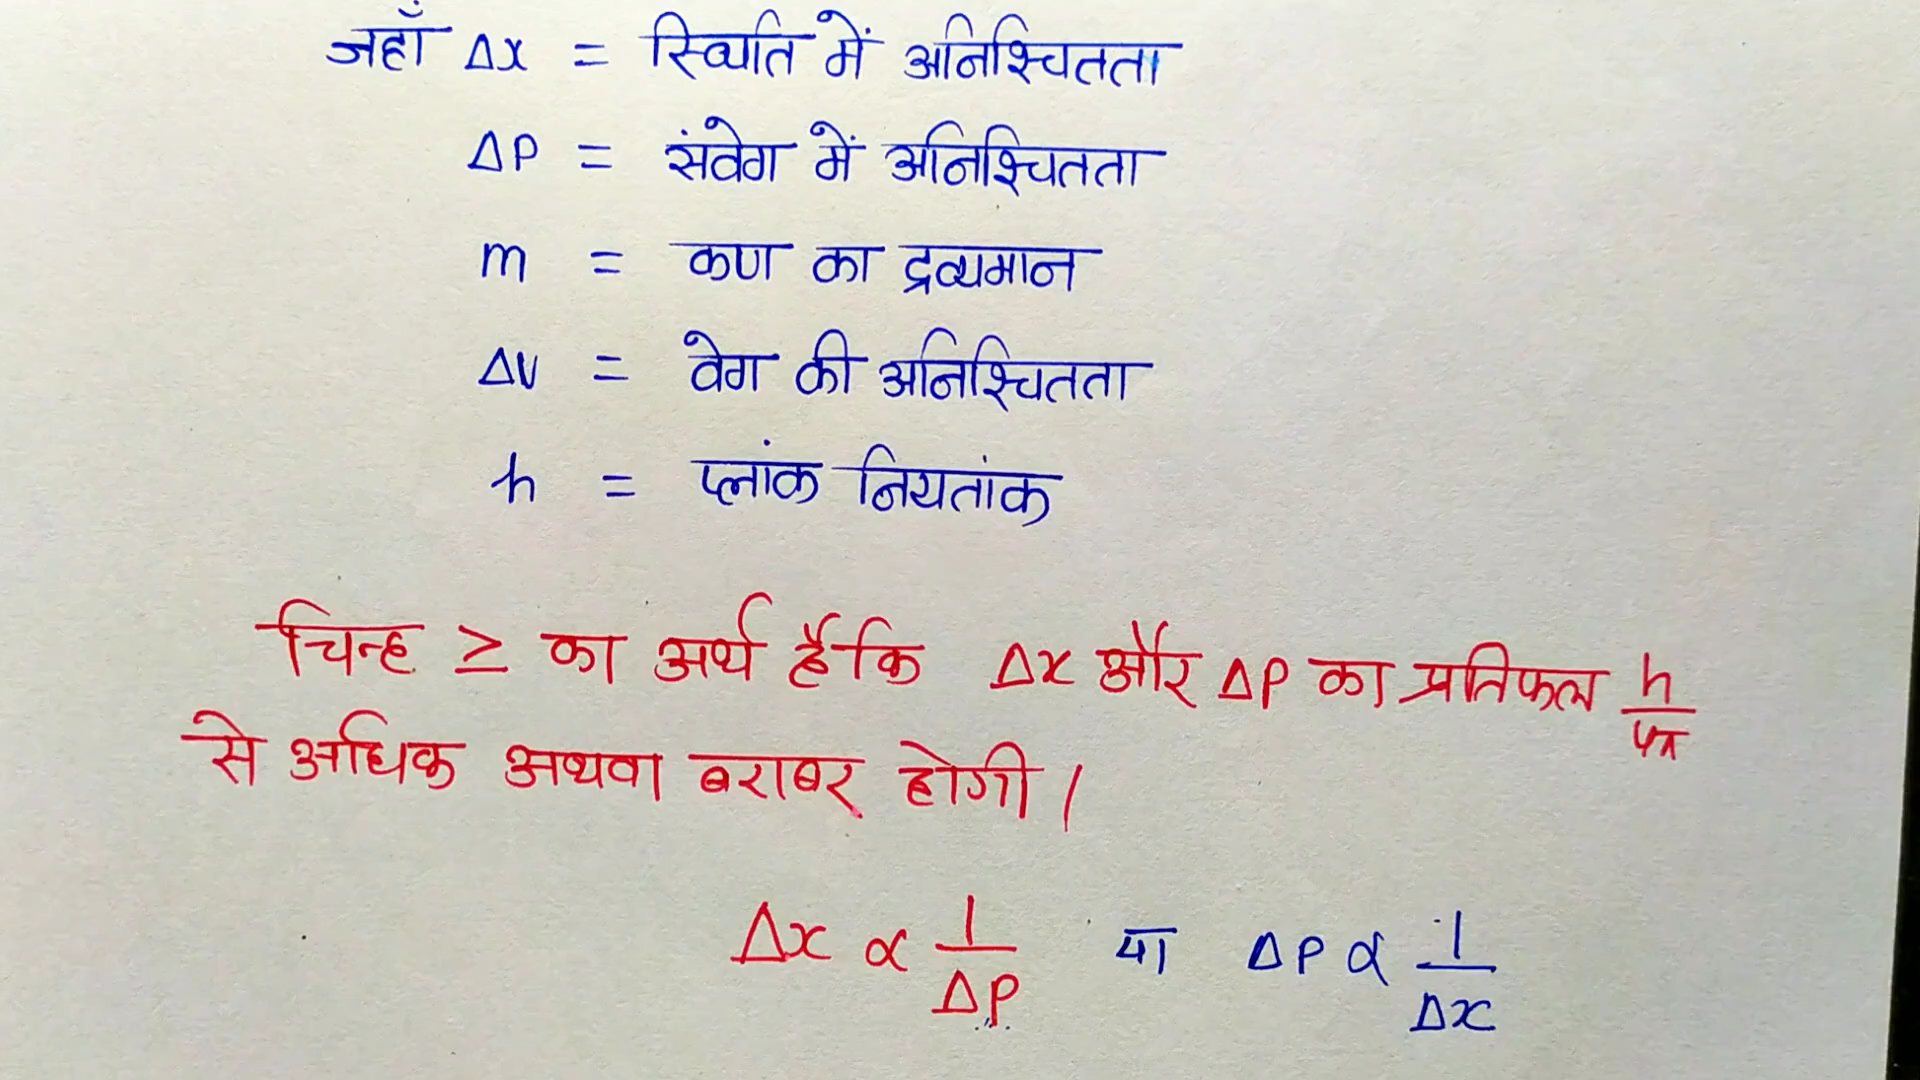 जहाँ Δx = स्थिति में अनिश्चितता
ΔP = संवेग में अनिश्चितता
m = कण का द्रव्यमान
Δv = वेग की अनिश्चितता
h = प्लांक नियतांक
चिन्ह ≥ का अर्थ है कि Δx और ΔP का प्रतिफल h/4π
से अधिक अथवा बराबर होगी।
Δx ∝ 1/ΔP या ΔP ∝ 1/Δx